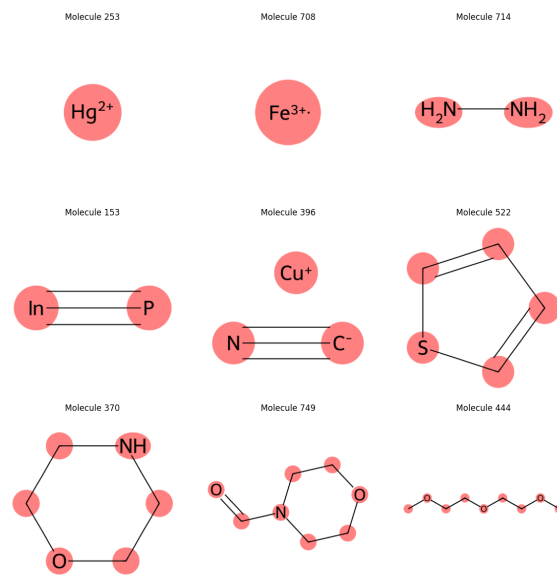 Molecule 253
Molecule 708
Molecule 714
Hg²⁺
Fe³⁺·
H₂N
NH₂
Molecule 153
Molecule 396
Molecule 522
In
P
Cu⁺
N
C⁻
S
Molecule 370
Molecule 749
Molecule 444
NH
O
O
N
O
O
O
O